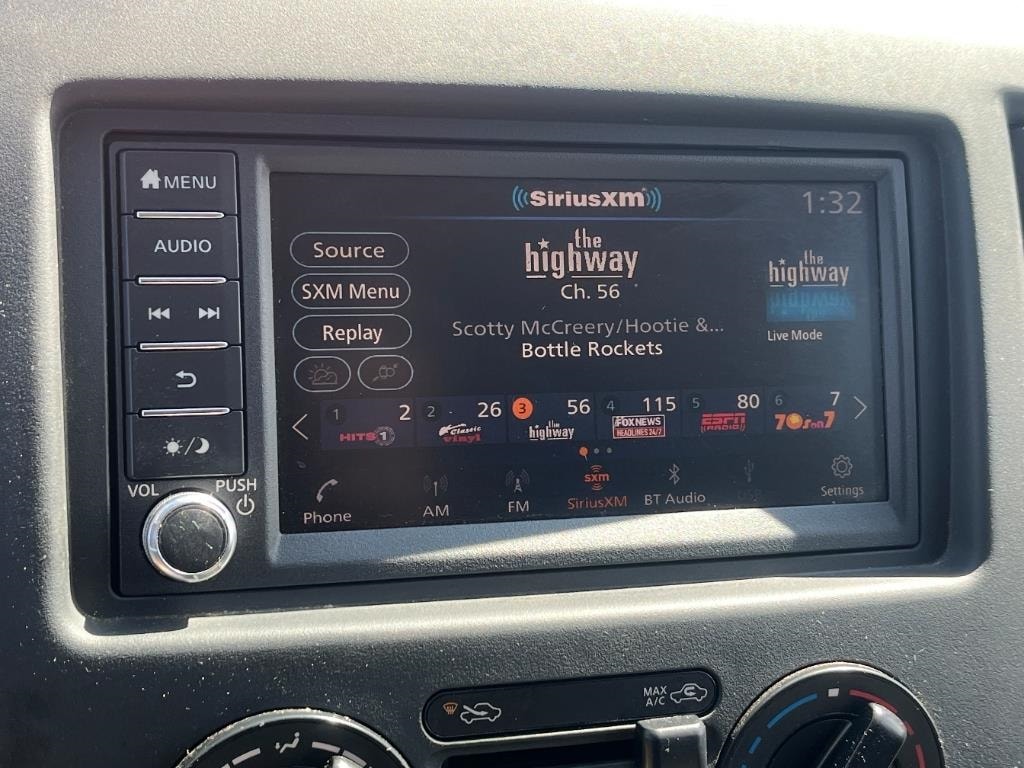 MENU
AUDIO
VOL
PUSH
SiriusXM
1:32
Source
SXM Menu
Replay
the
highway
Ch. 56
Scotty McCreery/Hootie &...
Bottle Rockets
the
highway
Live Mode
1 2
HITS 1
2 26
Classic
vinyl
3 56
the
highway
4 115
FOX NEWS
HEADLINES 24/7
5 80
ESPN
RADIO
6 7
70s on 7
Phone
AM
FM
sxm
SiriusXM
BT Audio
USB
Settings
MAX
A/C